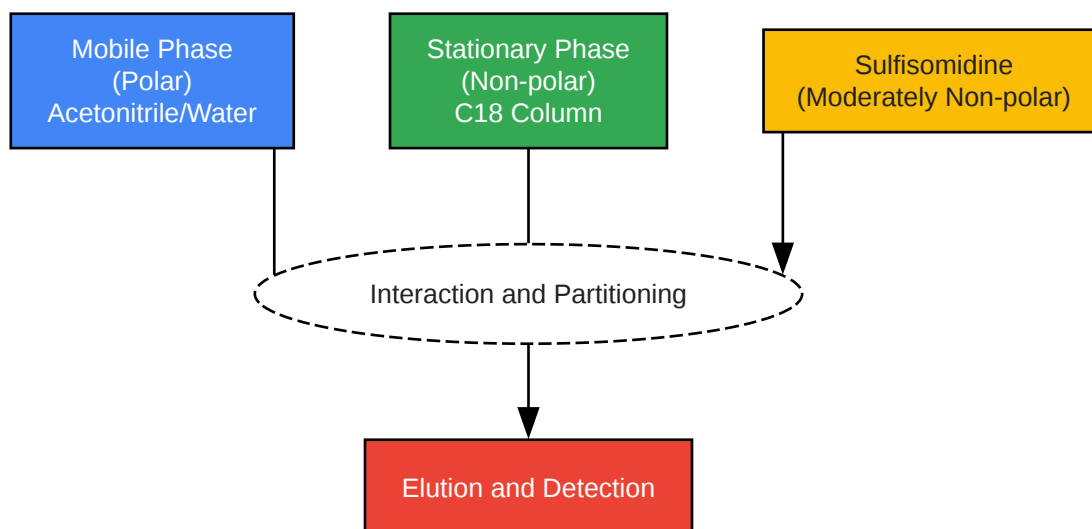 Mobile Phase
(Polar)
Acetonitrile/Water
Stationary Phase
(Non-polar)
C18 Column
Sulfisomidine
(Moderately Non-polar)
Interaction and Partitioning
Elution and Detection